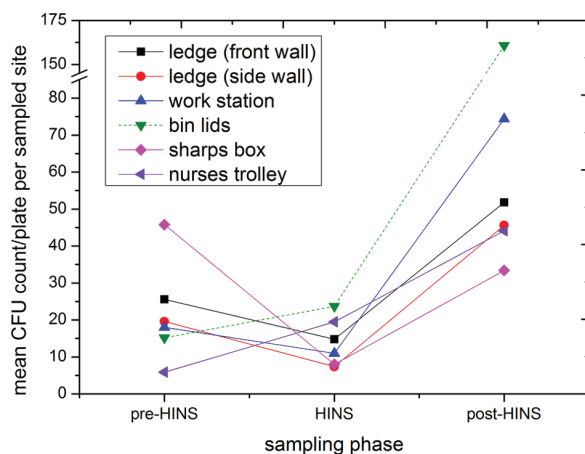 mean CFU count/plate per sampled site
175
150
80
70
60
50
40
30
20
10
0
ledge (front wall)
ledge (side wall)
work station
bin lids
sharps box
nurses trolley
pre-HINS
HINS
post-HINS
sampling phase